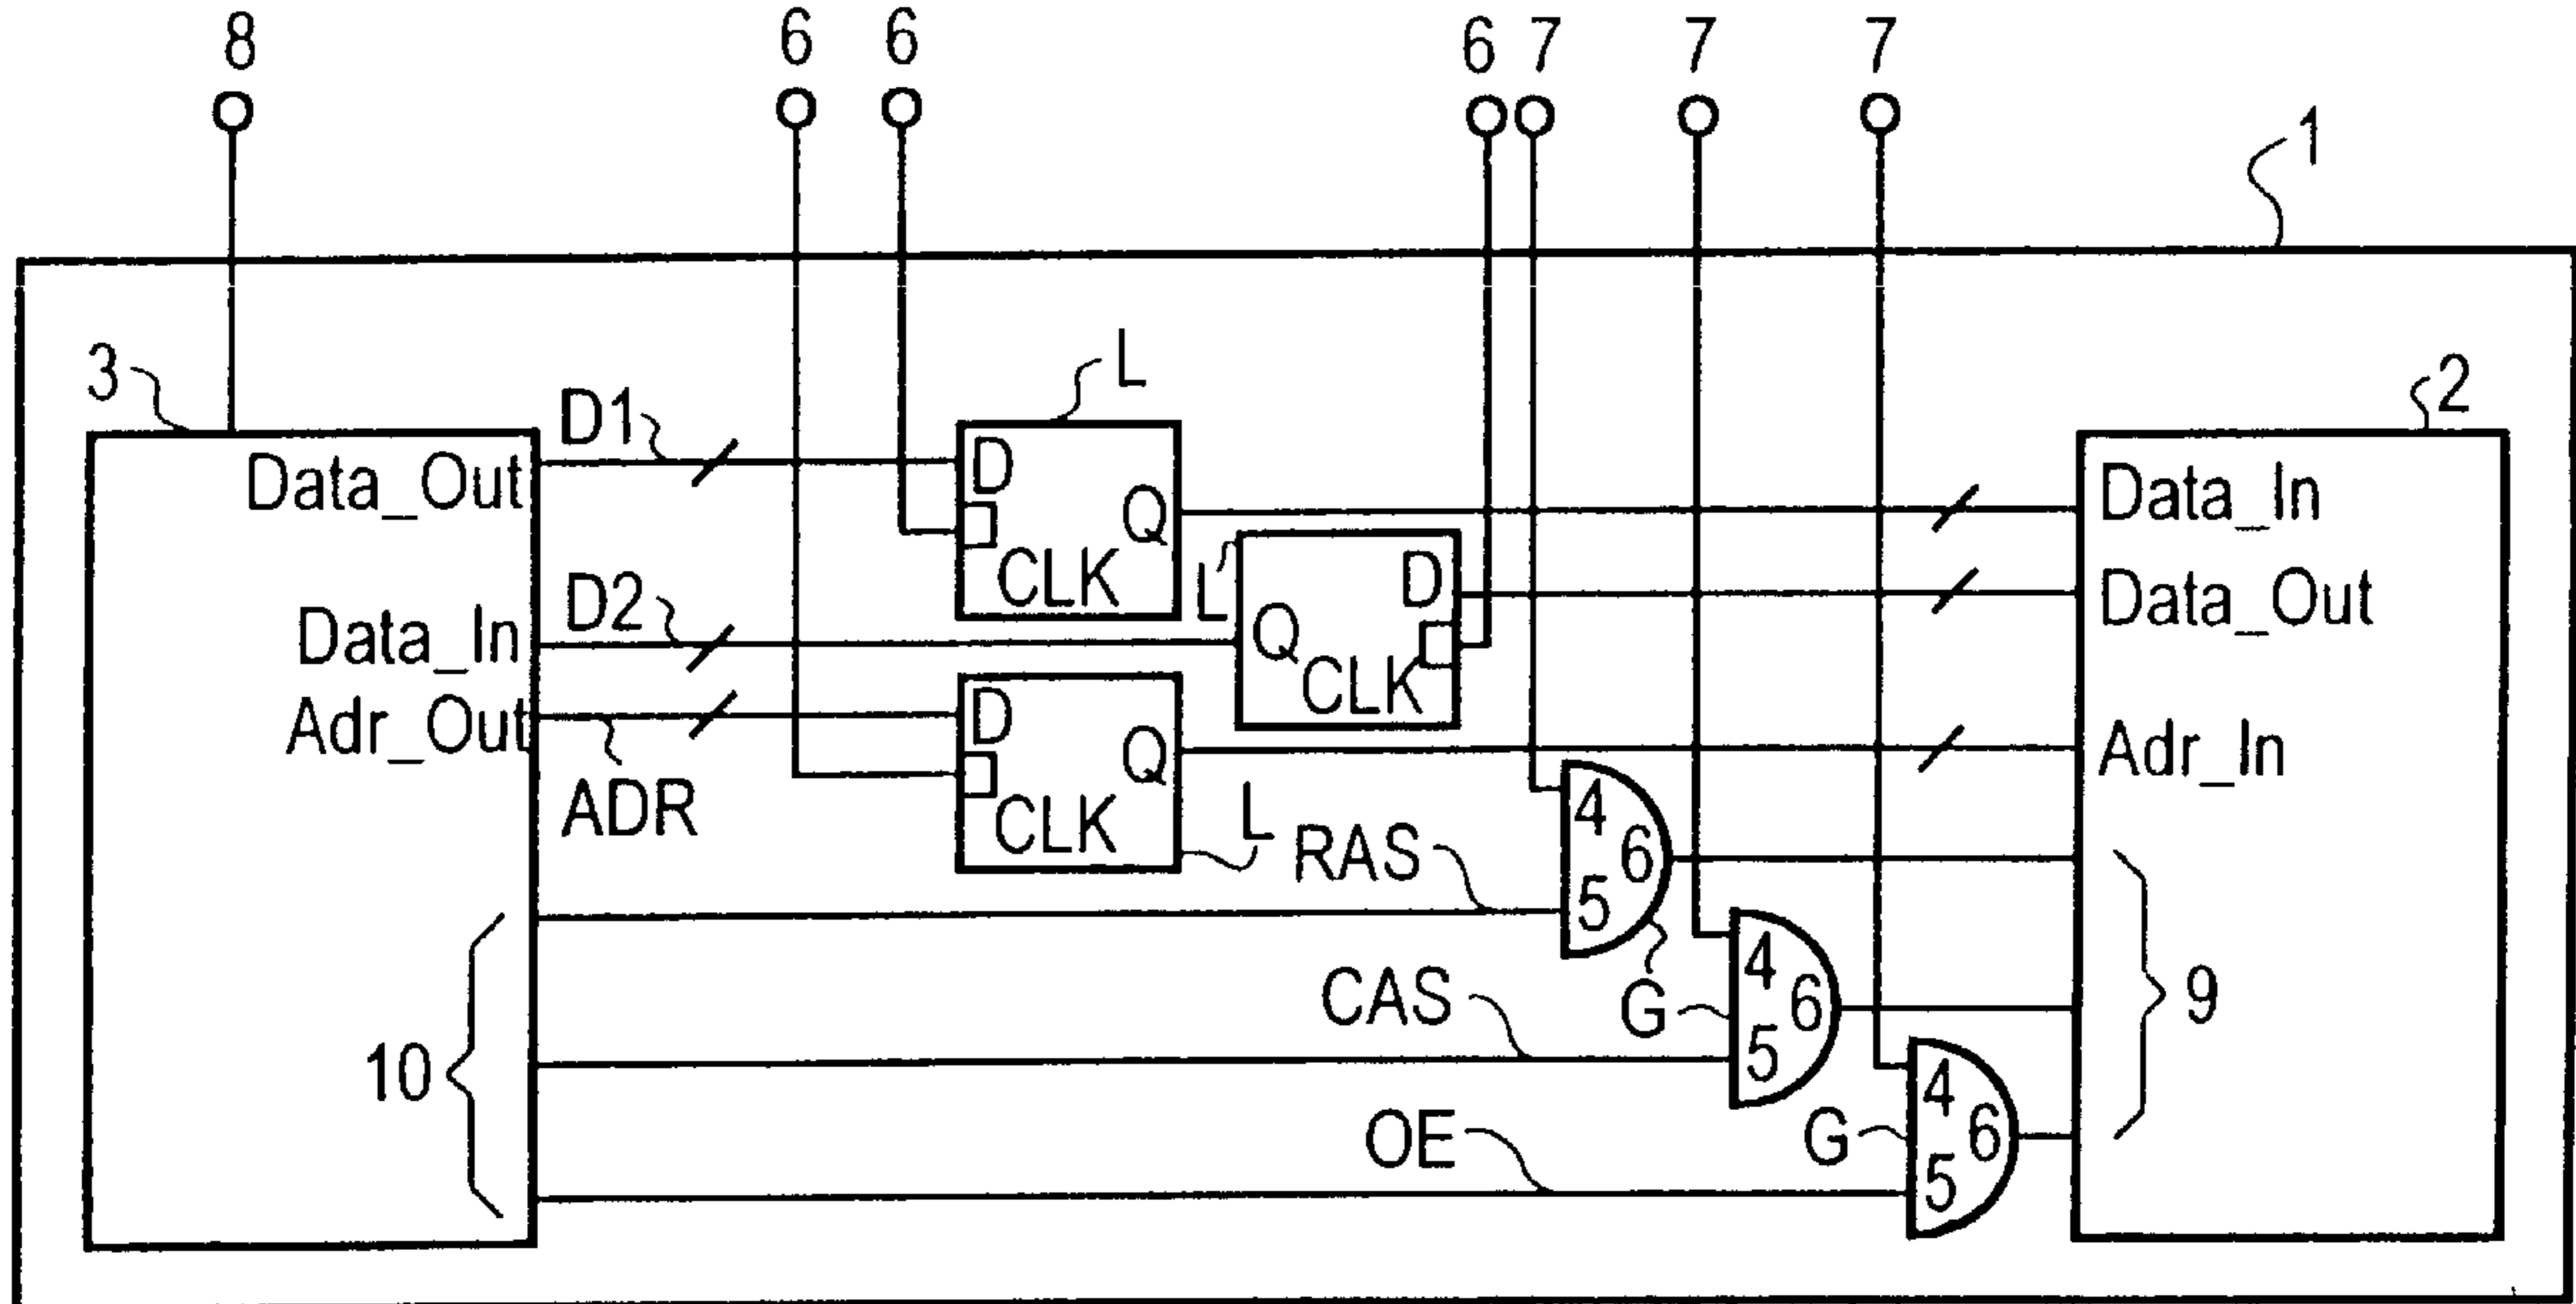 8 6 6 6 7 7 7
1
3 D1 L 2
Data_Out D Q CLK Data_In
D2 L D Q CLK Data_Out
Data_In
Adr_Out D Q CLK Adr_In
ADR L
RAS 4 5 6
G
CAS 4 5 6
G
10 9
OE 4 5 6
G